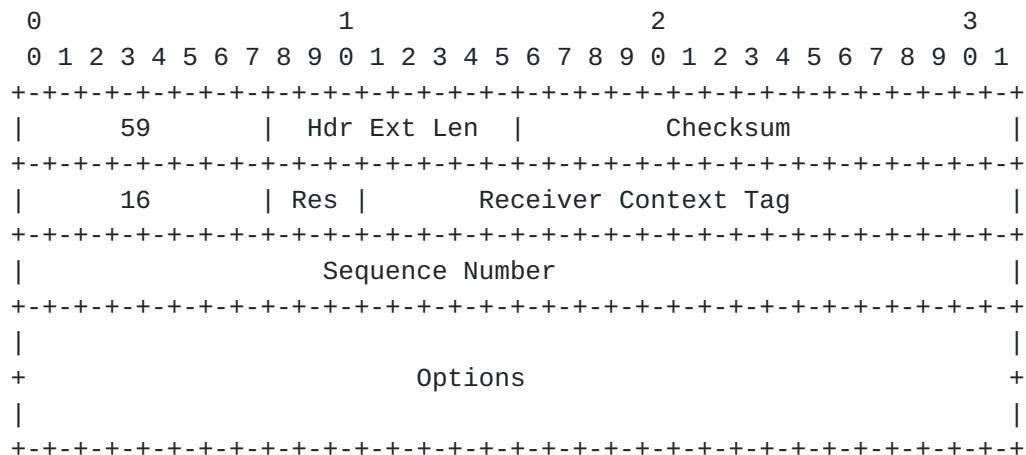 0                   1                   2                   3
 0 1 2 3 4 5 6 7 8 9 0 1 2 3 4 5 6 7 8 9 0 1 2 3 4 5 6 7 8 9 0 1
+-+-+-+-+-+-+-+-+-+-+-+-+-+-+-+-+-+-+-+-+-+-+-+-+-+-+-+-+-+-+-+-+
|      59       |  Hdr Ext Len  |         Checksum              |
+-+-+-+-+-+-+-+-+-+-+-+-+-+-+-+-+-+-+-+-+-+-+-+-+-+-+-+-+-+-+-+-+
|      16       | Res |       Receiver Context Tag              |
+-+-+-+-+-+-+-+-+-+-+-+-+-+-+-+-+-+-+-+-+-+-+-+-+-+-+-+-+-+-+-+-+
|                   Sequence Number                             |
+-+-+-+-+-+-+-+-+-+-+-+-+-+-+-+-+-+-+-+-+-+-+-+-+-+-+-+-+-+-+-+-+
|                                                               |
+                         Options                               +
|                                                               |
+-+-+-+-+-+-+-+-+-+-+-+-+-+-+-+-+-+-+-+-+-+-+-+-+-+-+-+-+-+-+-+-+